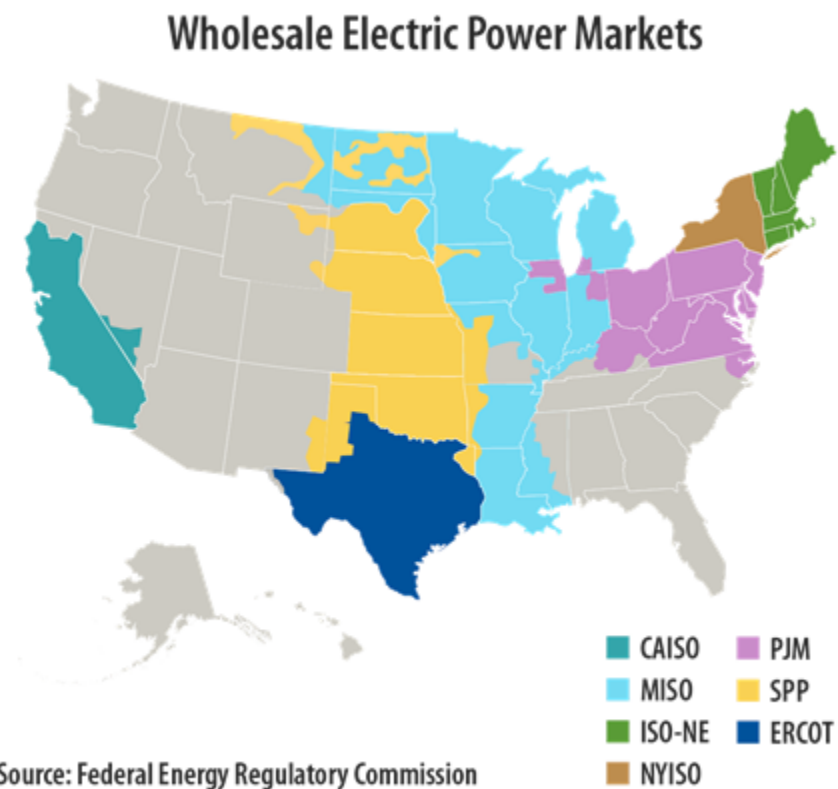 Wholesale Electric Power Markets
CAISO
PJM
MISO
SPP
ISO-NE
ERCOT
NYISO
Source: Federal Energy Regulatory Commission